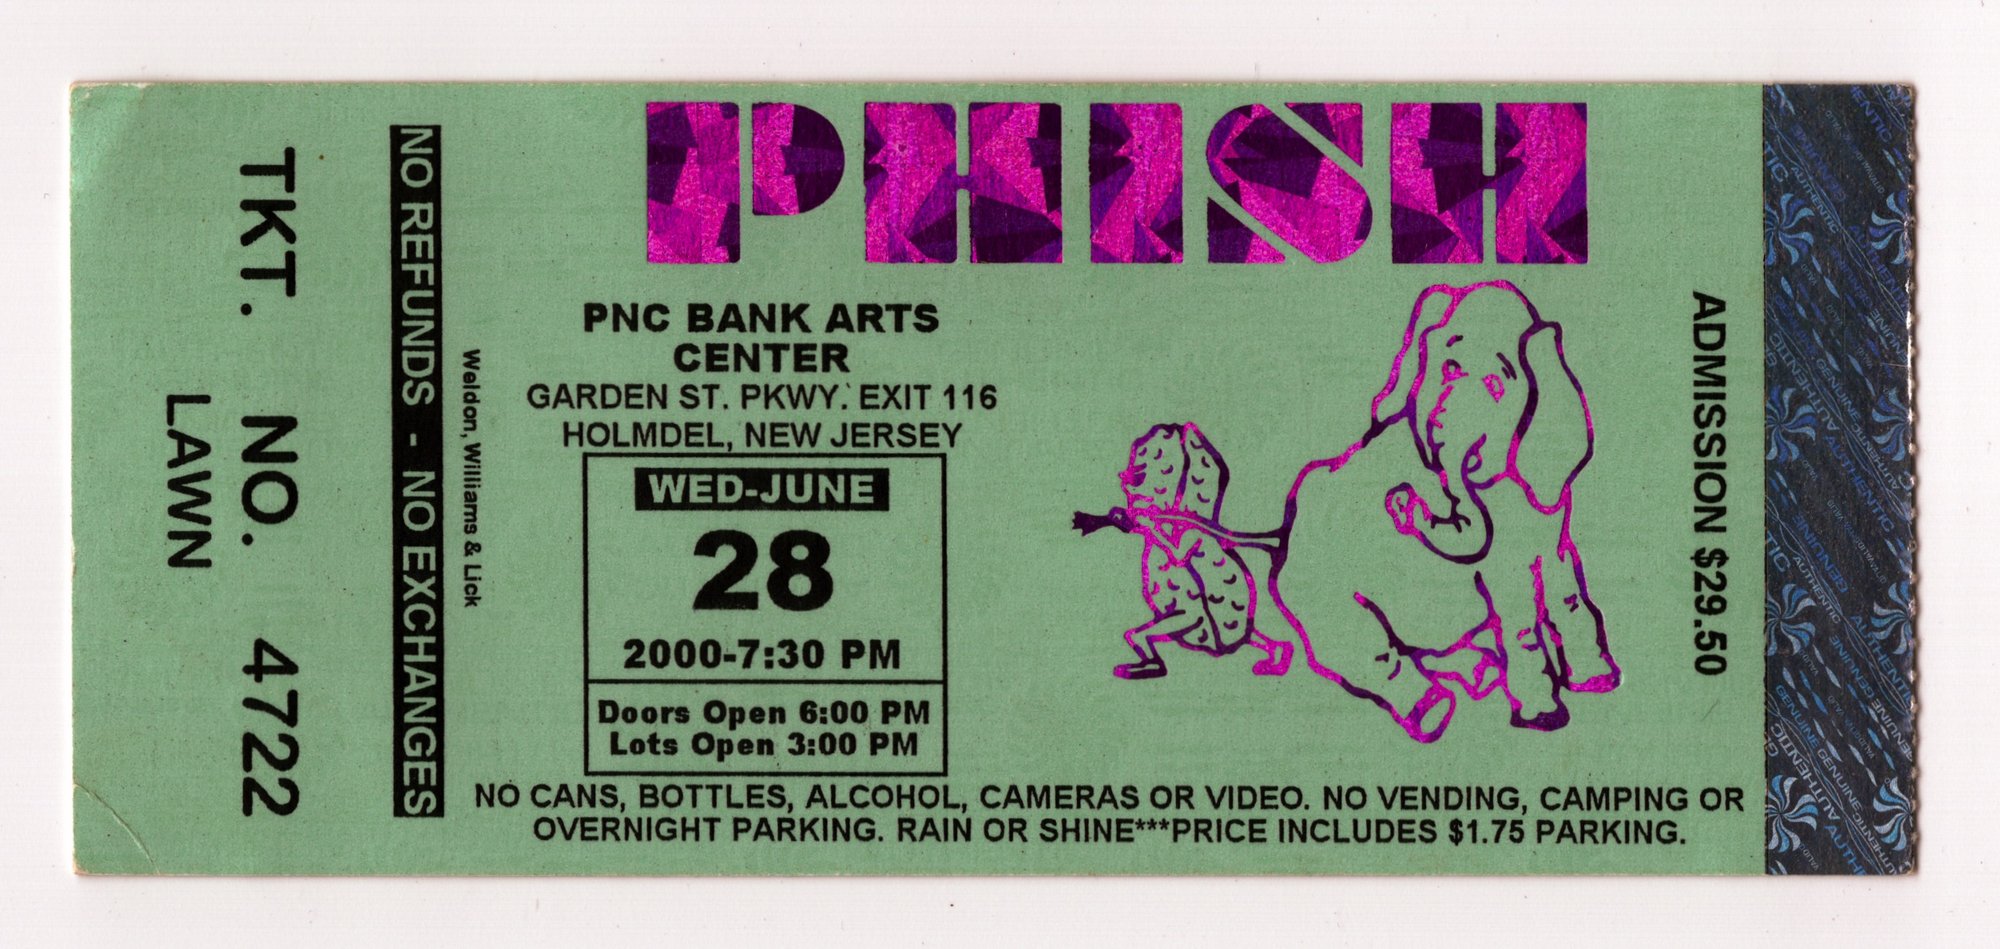 TKT. NO. 4722
LAWN
NO REFUNDS - NO EXCHANGES
Weldon, Williams & Lick
PHISH
PNC BANK ARTS
CENTER
GARDEN ST. PKWY. EXIT 116
HOLMDEL, NEW JERSEY
WED-JUNE
28
2000-7:30 PM
Doors Open 6:00 PM
Lots Open 3:00 PM
NO CANS, BOTTLES, ALCOHOL, CAMERAS OR VIDEO. NO VENDING, CAMPING OR
OVERNIGHT PARKING. RAIN OR SHINE***PRICE INCLUDES $1.75 PARKING.
ADMISSION $29.50
AUTHENTIC
GENUINE
VALID